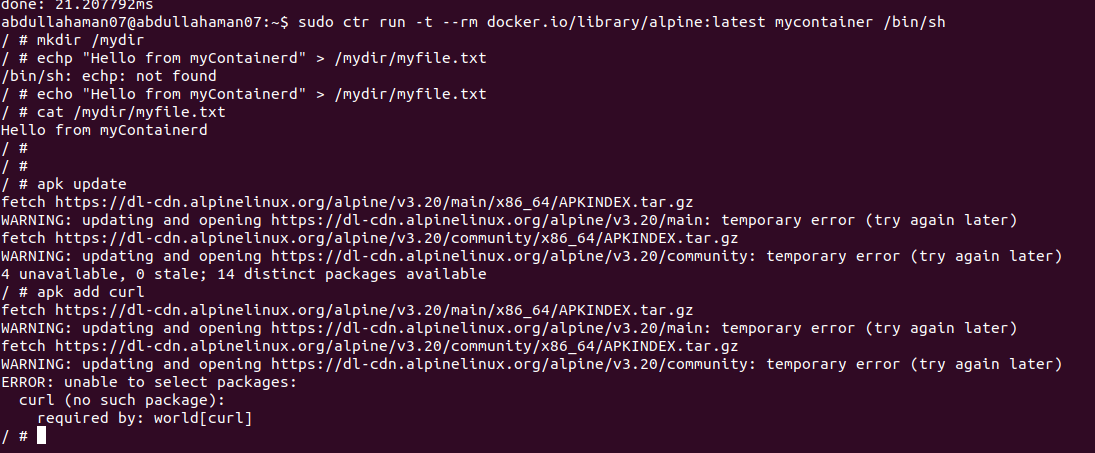 done: 21.207792ms
abdullahaman07@abdullahaman07:~$ sudo ctr run -t --rm docker.io/library/alpine:latest mycontainer /bin/sh
/ # mkdir /mydir
/ # echp "Hello from myContainerd" > /mydir/myfile.txt
/bin/sh: echp: not found
/ # echo "Hello from myContainerd" > /mydir/myfile.txt
/ # cat /mydir/myfile.txt
Hello from myContainerd
/ #
/ #
/ # apk update
fetch https://dl-cdn.alpinelinux.org/alpine/v3.20/main/x86_64/APKINDEX.tar.gz
WARNING: updating and opening https://dl-cdn.alpinelinux.org/alpine/v3.20/main: temporary error (try again later)
fetch https://dl-cdn.alpinelinux.org/alpine/v3.20/community/x86_64/APKINDEX.tar.gz
WARNING: updating and opening https://dl-cdn.alpinelinux.org/alpine/v3.20/community: temporary error (try again later)
4 unavailable, 0 stale; 14 distinct packages available
/ # apk add curl
fetch https://dl-cdn.alpinelinux.org/alpine/v3.20/main/x86_64/APKINDEX.tar.gz
WARNING: updating and opening https://dl-cdn.alpinelinux.org/alpine/v3.20/main: temporary error (try again later)
fetch https://dl-cdn.alpinelinux.org/alpine/v3.20/community/x86_64/APKINDEX.tar.gz
WARNING: updating and opening https://dl-cdn.alpinelinux.org/alpine/v3.20/community: temporary error (try again later)
ERROR: unable to select packages:
  curl (no such package):
    required by: world[curl]
/ #